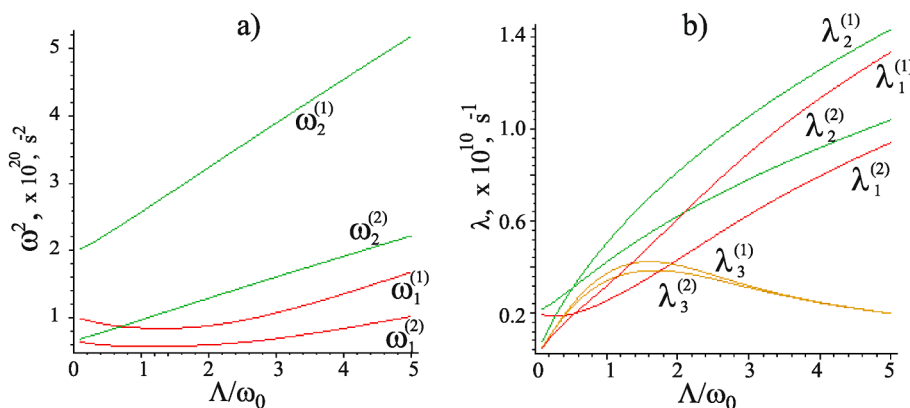 a)
ω², x 10²⁰, s⁻²
5
4
3
2
1
0 1 2 3 4 5
Λ/ω₀
ω₂⁽¹⁾
ω₂⁽²⁾
ω₁⁽¹⁾
ω₁⁽²⁾
b)
λ, x 10¹⁰, s⁻¹
1.4
1.0
0.6
0.2
0 1 2 3 4 5
Λ/ω₀
λ₂⁽¹⁾
λ₁⁽¹⁾
λ₂⁽²⁾
λ₁⁽²⁾
λ₃⁽¹⁾
λ₃⁽²⁾